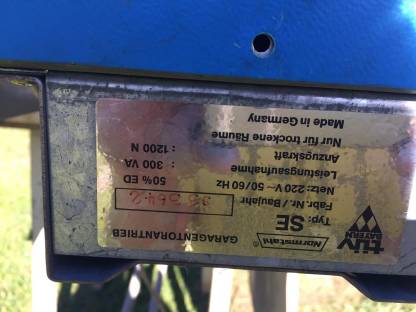 GARAGENTORANTRIEB
Normstahl
TÜV
BAYERN
Typ: SE
Fabr. Nr. / Baujahr
Netz: 220 V ~ 50/60 Hz 50% ED
Leistungsaufnahme : 300 VA
Anzugskraft : 1200 N
Nur für trockene Räume
Made in Germany